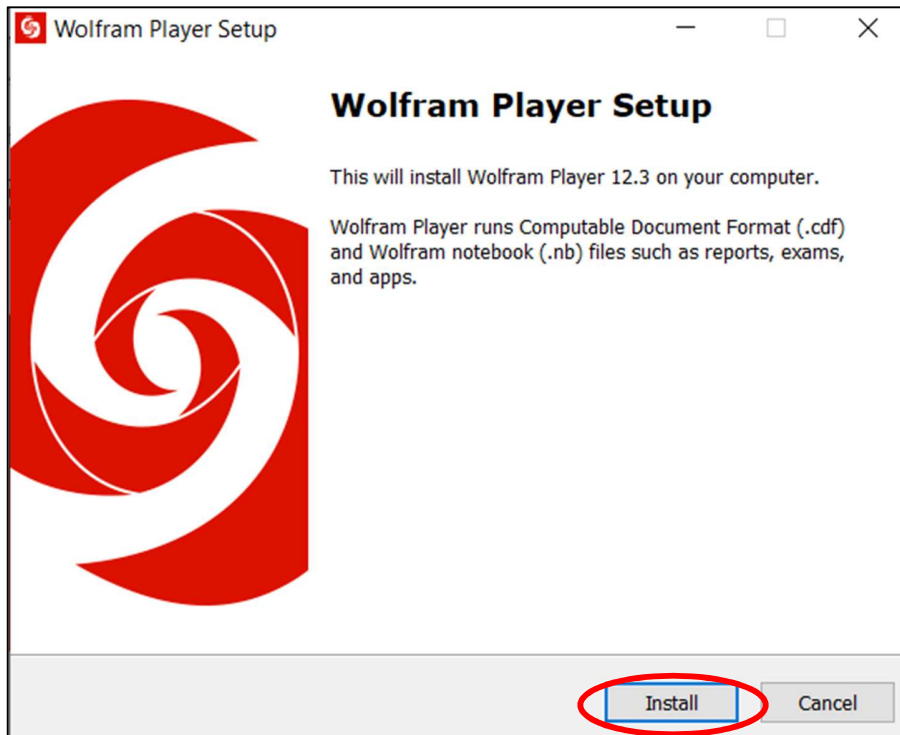 Wolfram Player Setup
Wolfram Player Setup
This will install Wolfram Player 12.3 on your computer.
Wolfram Player runs Computable Document Format (.cdf)
and Wolfram notebook (.nb) files such as reports, exams,
and apps.
Install Cancel